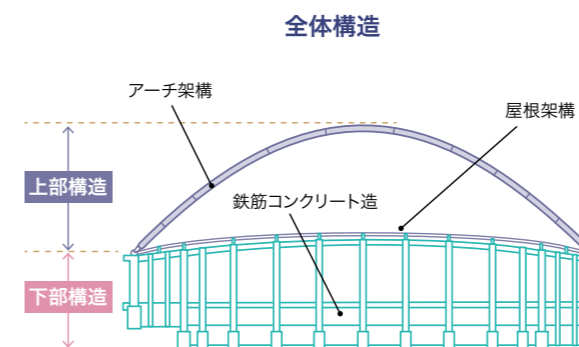 全体構造
アーチ架構
屋根架構
上部構造
鉄筋コンクリート造
下部構造